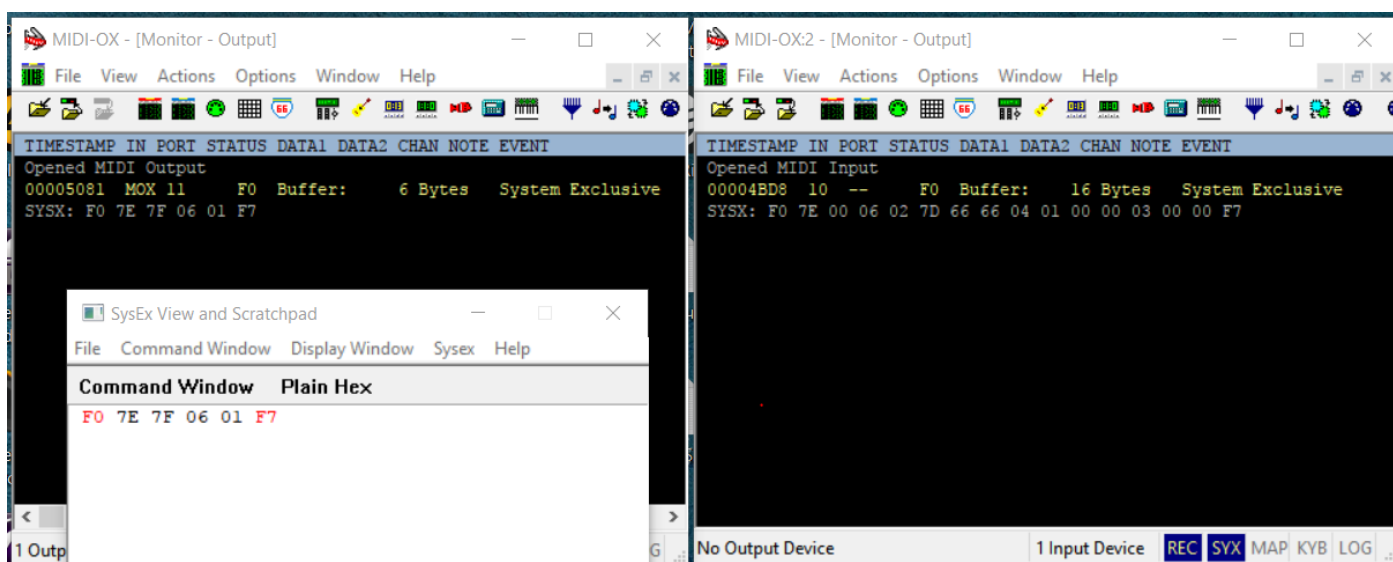 MIDI-OX - [Monitor - Output]
File View Actions Options Window Help
66
TIMESTAMP IN PORT STATUS DATA1 DATA2 CHAN NOTE EVENT
Opened MIDI Output
00005081 MOX 11 F0 Buffer: 6 Bytes System Exclusive
SYSX: F0 7E 7F 06 01 F7
SysEx View and Scratchpad
File Command Window Display Window Sysex Help
Command Window Plain Hex
F0 7E 7F 06 01 F7
1 Outp
G
MIDI-OX:2 - [Monitor - Output]
File View Actions Options Window Help
66
TIMESTAMP IN PORT STATUS DATA1 DATA2 CHAN NOTE EVENT
Opened MIDI Input
00004BD8 10 -- F0 Buffer: 16 Bytes System Exclusive
SYSX: F0 7E 00 06 02 7D 66 66 04 01 00 00 03 00 00 F7
No Output Device 1 Input Device REC SYX MAP KYB LOG